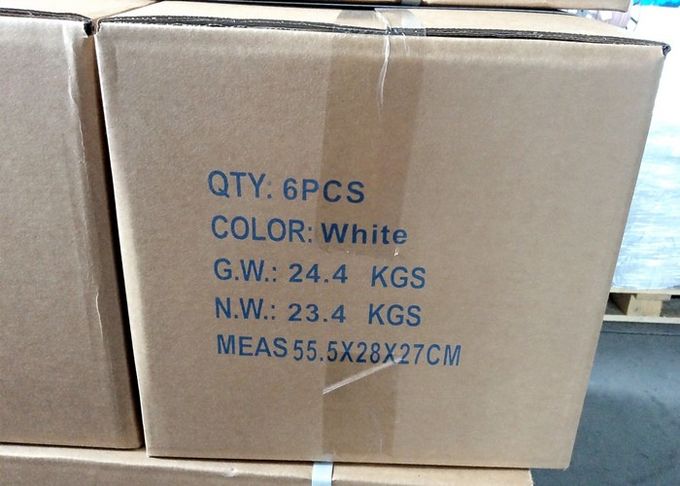 QTY: 6PCS
COLOR: White
G.W.: 24.4 KGS
N.W.: 23.4 KGS
MEAS 55.5X28X27CM